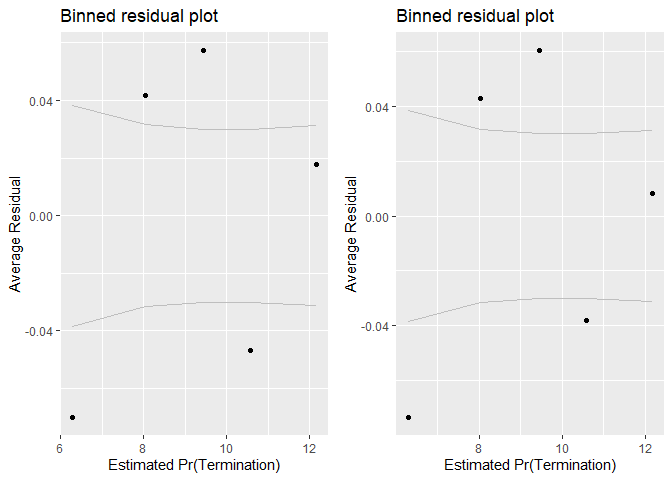 Binned residual plot
0.04
0.00
-0.04
Average Residual
6
8
10
12
Estimated Pr(Termination)
Binned residual plot
0.04
0.00
-0.04
Average Residual
8
10
12
Estimated Pr(Termination)